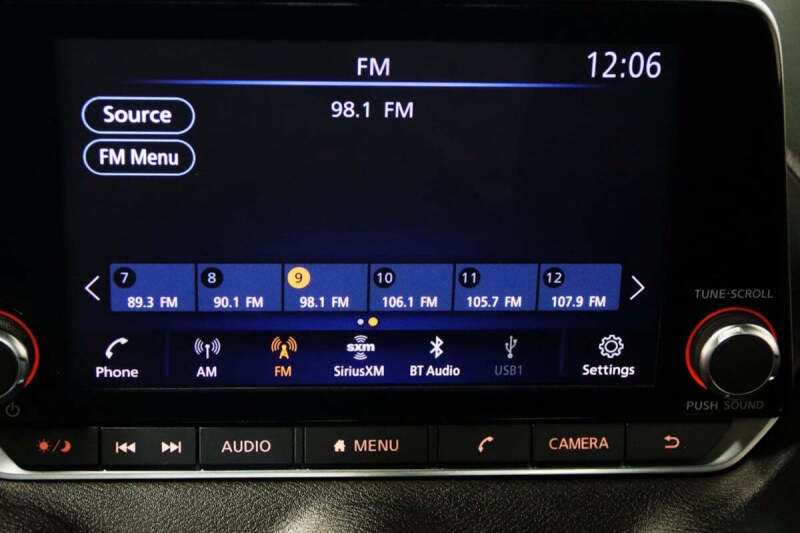 FM 12:06
Source 98.1 FM
FM Menu
7 8 9 10 11 12
89.3 FM 90.1 FM 98.1 FM 106.1 FM 105.7 FM 107.9 FM
TUNE·SCROLL
sxm
Phone AM FM SiriusXM BT Audio USB1 Settings
PUSH SOUND
AUDIO MENU CAMERA